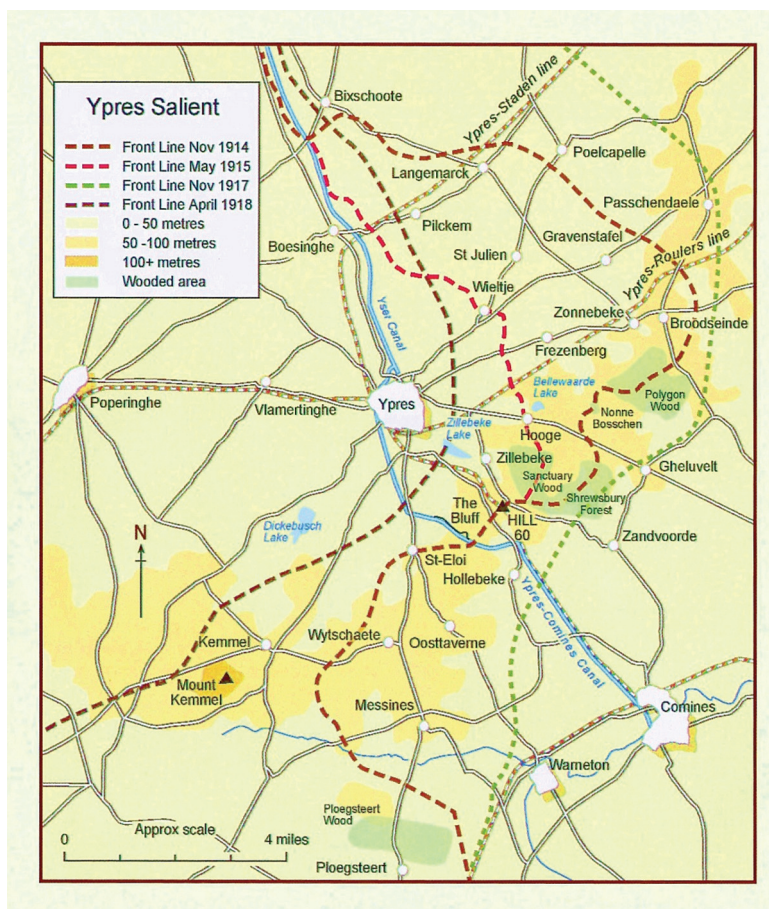 Ypres Salient
Front Line Nov 1914
Front Line May 1915
Front Line Nov 1917
Front Line April 1918
0 - 50 metres
50 -100 metres
100+ metres
Wooded area
Bixschoote
Ypres-Staden line
Poelcapelle
Langemarck
Passchendaele
Pilckem
Boesinghe
Gravenstafel
St Julien
Ypres-Roulers line
Wieltje
Yser Canal
Zonnebeke
Broodseinde
Frezenberg
Bellewaarde
Lake
Polygon
Wood
Poperinghe
Vlamertinghe
Ypres
Nonne
Bosschen
Zillebeke
Lake
Hooge
Zillebeke
Gheluvelt
Sanctuary
Wood
Shrewsbury
Forest
The
Bluff
HILL
60
Dickebusch
Lake
N
Zandvoorde
St-Eloi
Hollebeke
Ypres-Comines Canal
Kemmel
Wytschaete
Oosttaverne
Mount
Kemmel
Messines
Comines
Warneton
Ploegsteert
Wood
Approx scale
0
4 miles
Ploegsteert